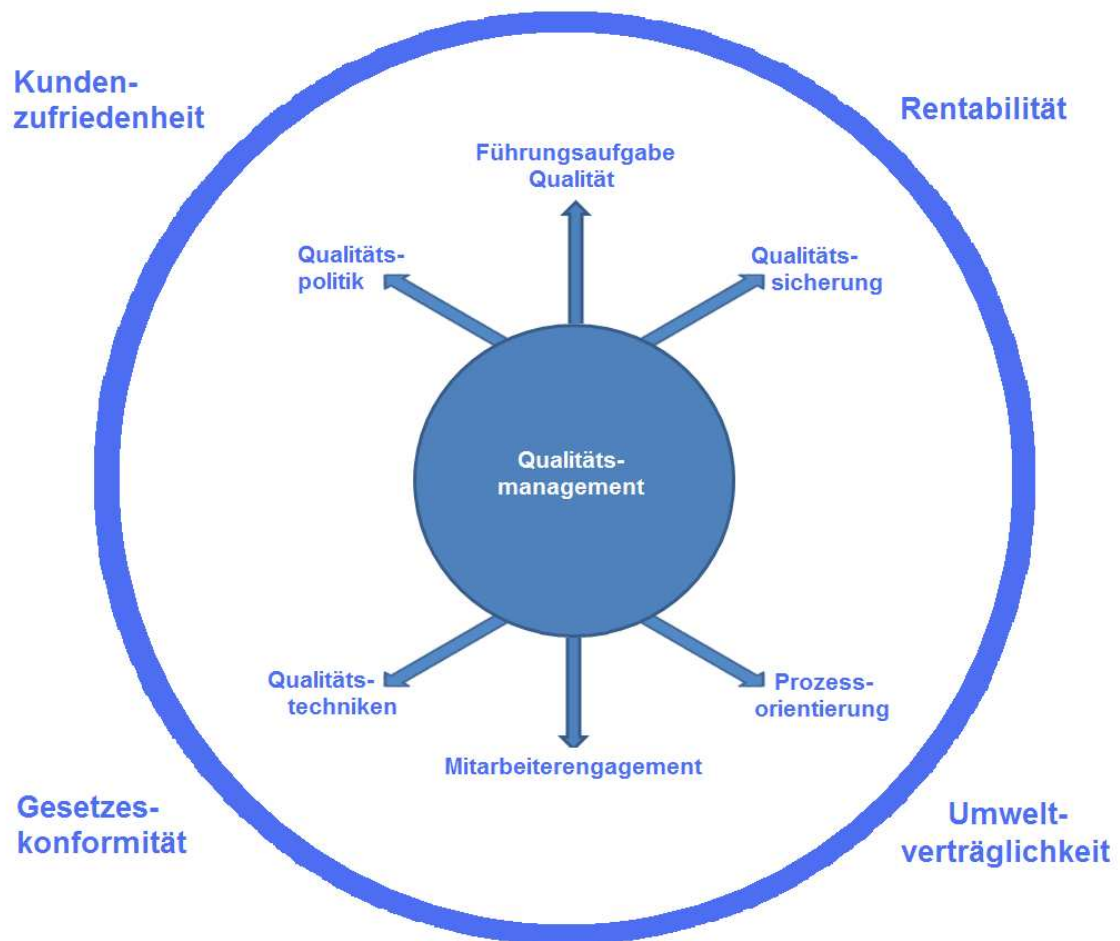 Kunden-
zufriedenheit
Rentabilität
Führungsaufgabe
Qualität
Qualitäts-
politik
Qualitäts-
sicherung
Qualitäts-
management
Qualitäts-
techniken
Prozess-
orientierung
Mitarbeiterengagement
Gesetzes-
konformität
Umwelt-
verträglichkeit